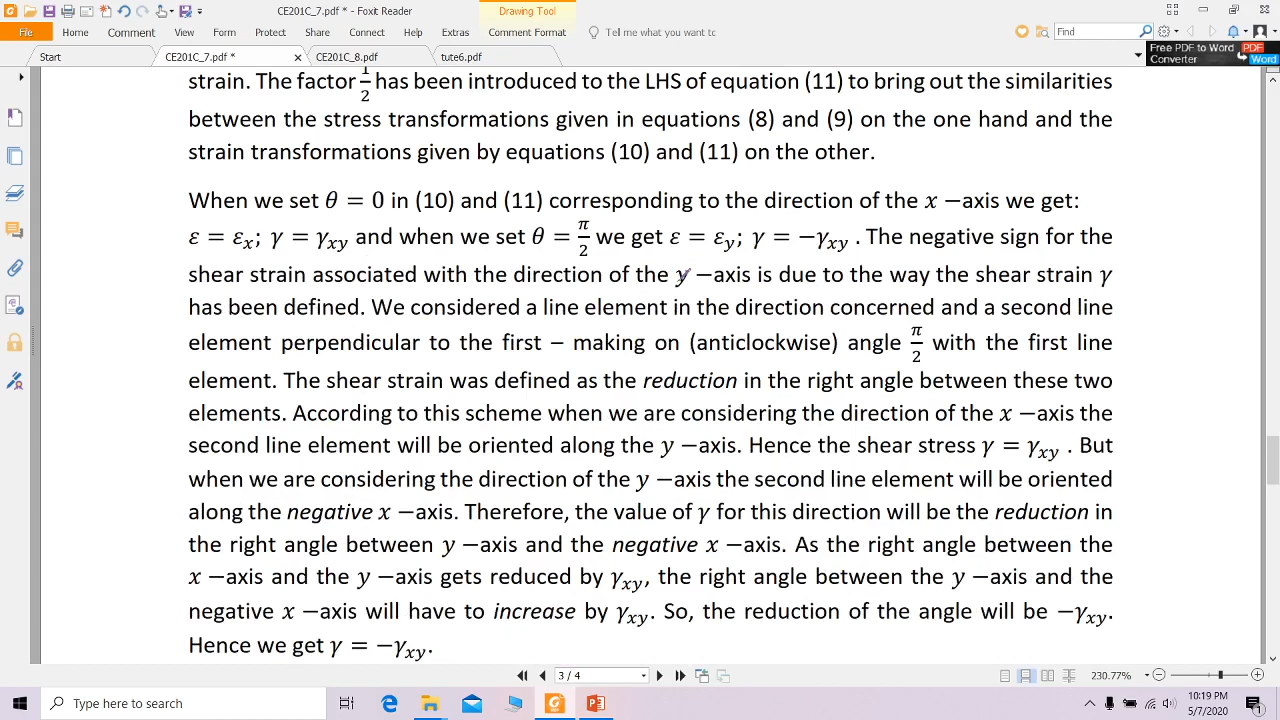 CE201C_7.pdf * - Foxit Reader
Drawing Tool
File Home Comment View Form Protect Share Connect Help Extras Comment Format Tell me what you want to Find
Start CE201C_7.pdf * CE201C_8.pdf tute6.pdf
Free PDF to Word Converter PDF Word
strain. The factor 1/2 has been introduced to the LHS of equation (11) to bring out the similarities
between the stress transformations given in equations (8) and (9) on the one hand and the
strain transformations given by equations (10) and (11) on the other.
When we set θ = 0 in (10) and (11) corresponding to the direction of the x −axis we get:
ε = εx; γ = γxy and when we set θ = π/2 we get ε = εy; γ = −γxy . The negative sign for the
shear strain associated with the direction of the y −axis is due to the way the shear strain γ
has been defined. We considered a line element in the direction concerned and a second line
element perpendicular to the first – making on (anticlockwise) angle π/2 with the first line
element. The shear strain was defined as the reduction in the right angle between these two
elements. According to this scheme when we are considering the direction of the x −axis the
second line element will be oriented along the y −axis. Hence the shear stress γ = γxy . But
when we are considering the direction of the y −axis the second line element will be oriented
along the negative x −axis. Therefore, the value of γ for this direction will be the reduction in
the right angle between y −axis and the negative x −axis. As the right angle between the
x −axis and the y −axis gets reduced by γxy, the right angle between the y −axis and the
negative x −axis will have to increase by γxy. So, the reduction of the angle will be −γxy.
Hence we get γ = −γxy.
3 / 4 230.77%
Type here to search
10:19 PM
5/7/2020